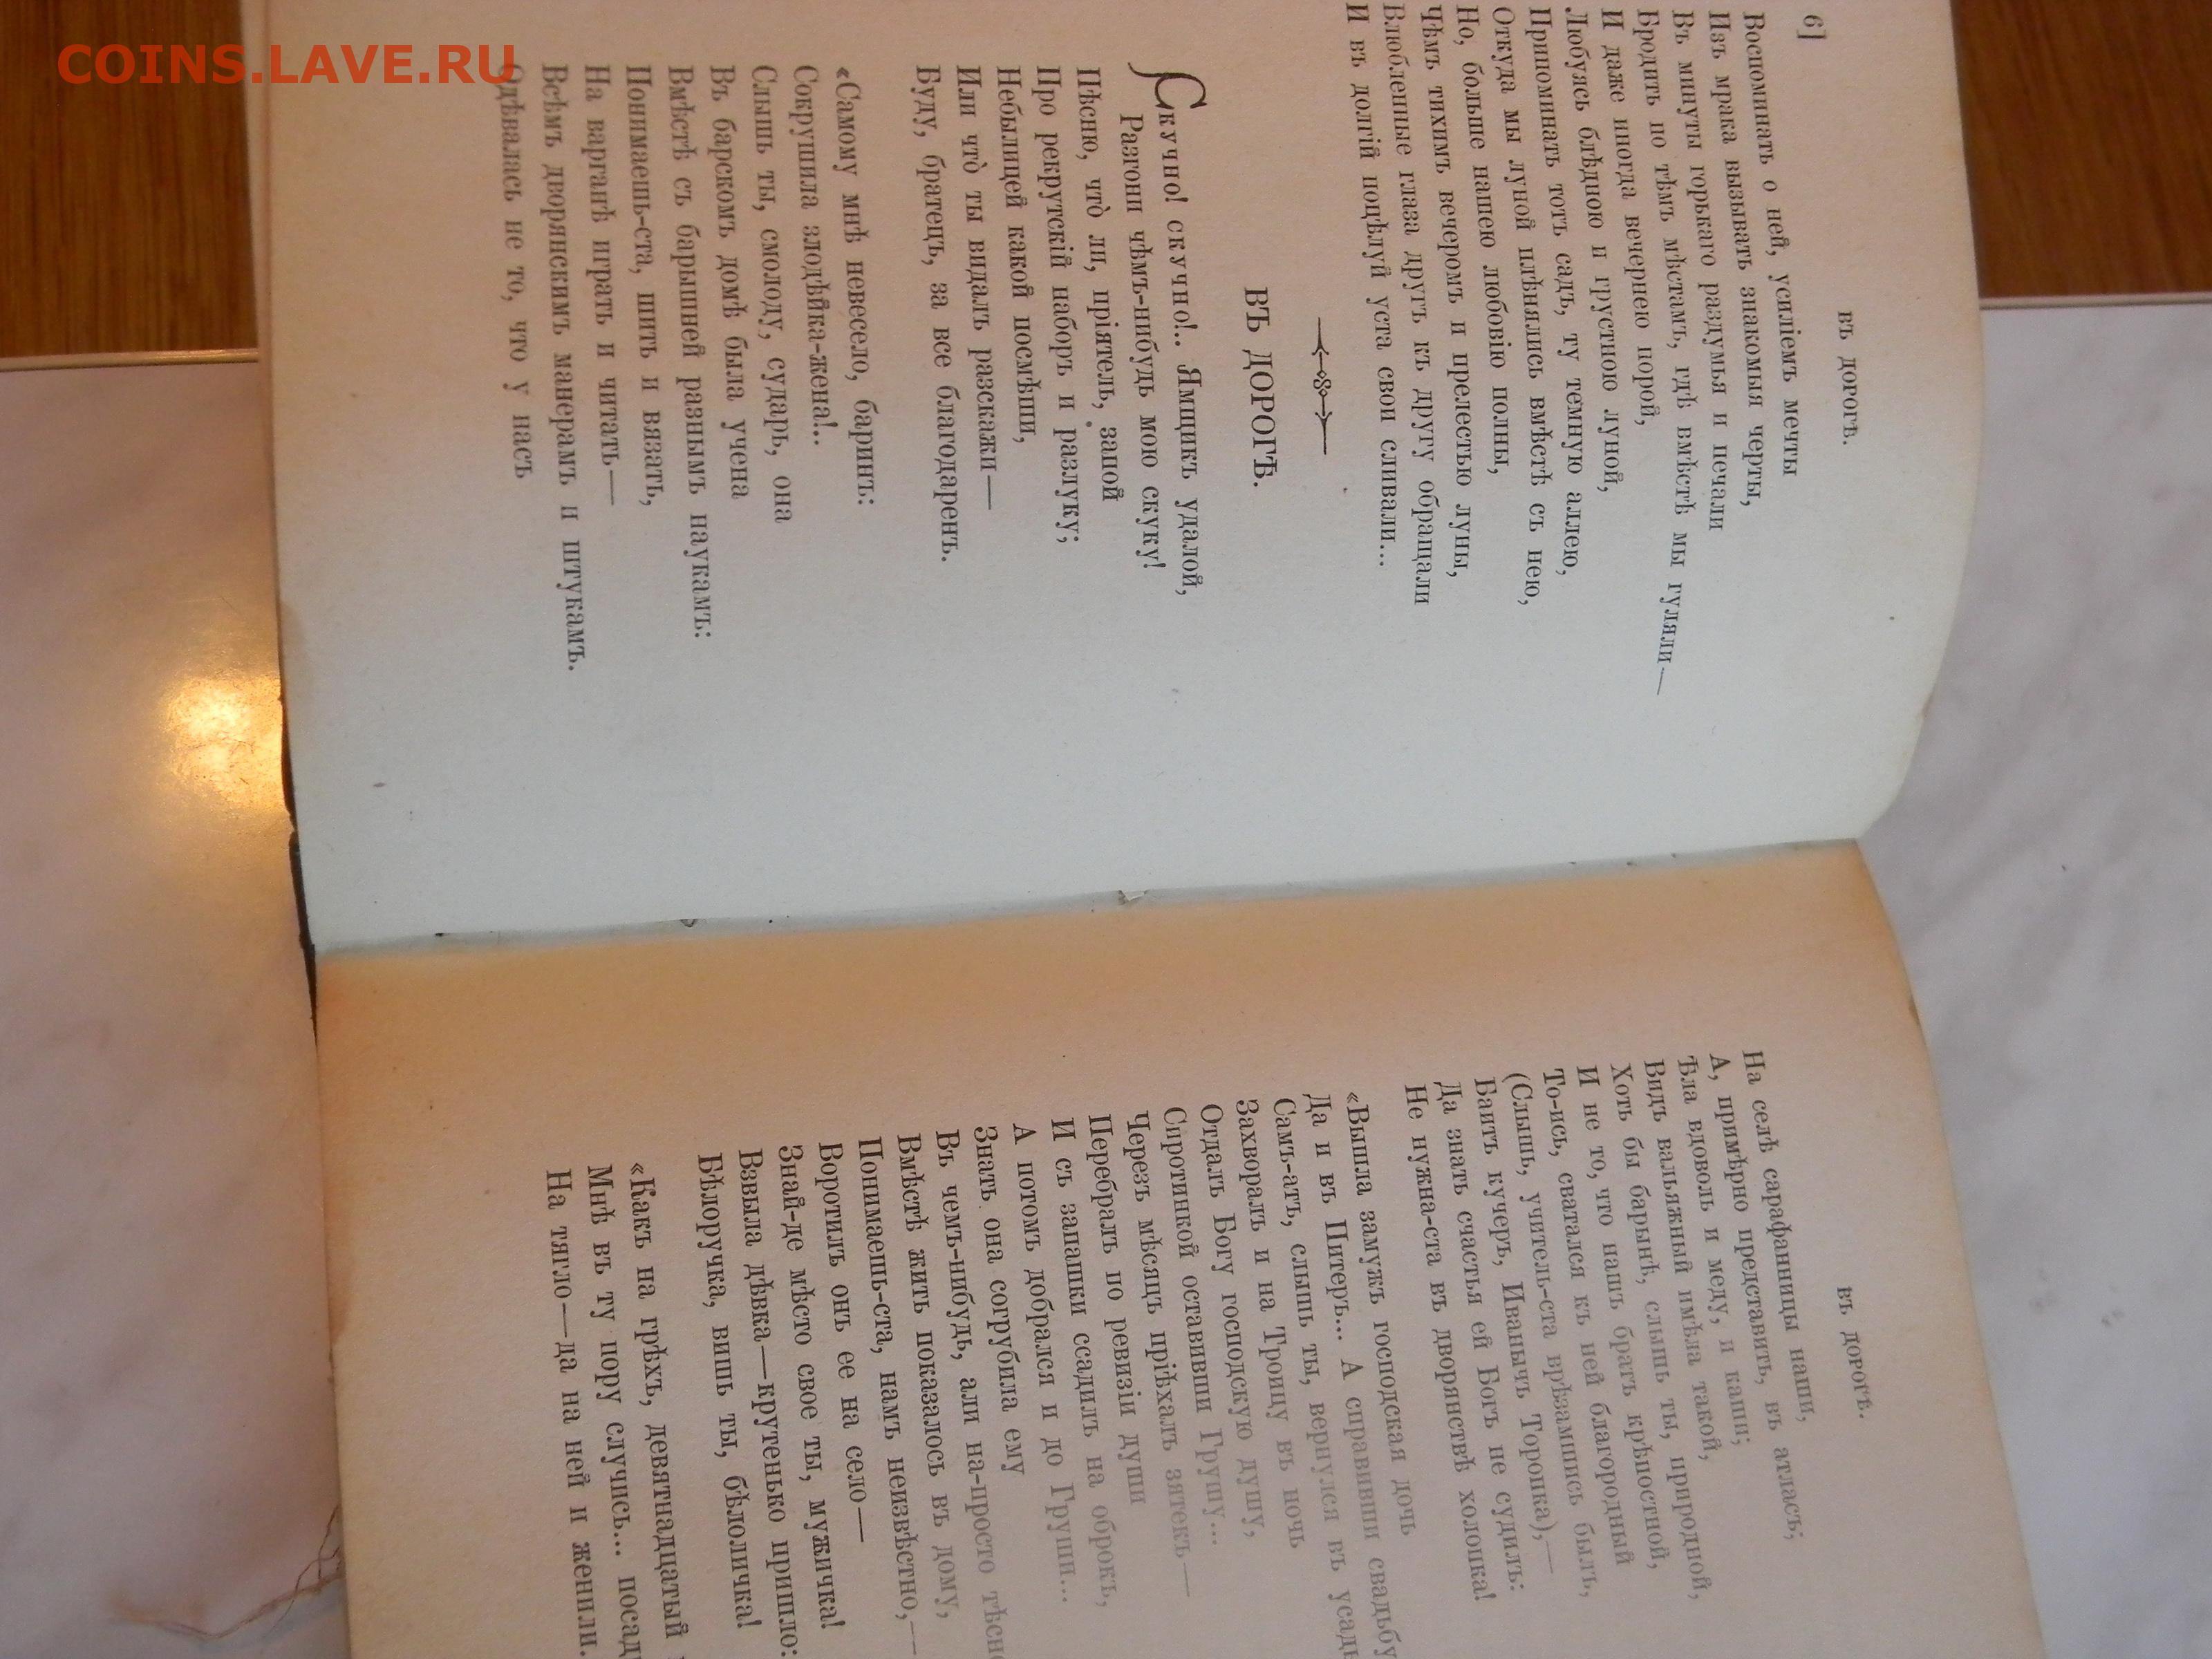 COINS.LAVE.RU
6]
ВЪ ДОРОГѢ.
Воспоминать о ней, усиліемъ мечты
Изъ мрака вызывать знакомыя черты,
Въ минуты горькаго раздумья и печали
Бродить по тѣмъ мѣстамъ, гдѣ вмѣстѣ мы гуляли—
И даже иногда вечернею порой,
Любуясь блѣдною и грустною луной,
Припоминать тотъ садъ, ту темную аллею,
Откуда мы луной плѣнялись вмѣстѣ съ нею,
Но, больше нашею любовію полны,
Чѣмъ тихимъ вечеромъ и прелестью луны,
Влюбленные глаза другъ къ другу обращали
И въ долгій поцѣлуй уста свои сливали...
ВЪ ДОРОГѢ.
Скучно! скучно!.. Ямщикъ удалой,
Разгони чѣмъ-нибудь мою скуку!
Пѣсню, что̀ ли, пріятель, запой
Про рекрутскій наборъ и разлуку;
Небылицей какой посмѣши,
Или что̀ ты видалъ разскажи—
Буду, братецъ, за все благодаренъ.
«Самому мнѣ невесело, баринъ:
Сокрушила злодѣйка-жена!..
Слышь ты, смолоду, сударь, она
Въ барскомъ домѣ была учена
Вмѣстѣ съ барышней разнымъ наукамъ:
Понимаешь-ста, шить и вязать,
На варганѣ играть и читать—
Всѣмъ дворянскимъ манерамъ и штукамъ.
Одѣвалась не то, что у насъ
ВЪ ДОРОГѢ.
На селѣ сарафанницы наши,
А, примѣрно представить, въ атласѣ;
Ѣла вдоволь и меду, и каши;
Видъ вальяжный имѣла такой,
Хоть бы барынѣ, слышь ты, природной,
И не то, что нашъ братъ крѣпостной,
То-ись, сватался къ ней благородный
(Слышь, учитель-ста врѣзамшись былъ,
Баитъ кучеръ, Иванычъ Торопка),—
Да знать счастья ей Богъ не судилъ:
Не нужна-ста въ дворянствѣ холопка!
«Вышла замужъ господская дочь
Да и въ Питеръ... А справивши свадьбу
Самъ-атъ, слышь ты, вернулся въ
Захворалъ и на Троицу въ ночь
Отдалъ Богу господскую душу,
Сиротинкой оставивши Грушу...
Черезъ мѣсяцъ пріѣхалъ зятекъ—
Перебралъ по ревизіи души
И съ запашки ссадилъ на оброкъ,
А потомъ добрался и до Груши...
Знать она согрубила ему
Въ чемъ-нибудь, али на-просто
Вмѣстѣ жить показалось въ дому,
Понимаешь-ста, намъ неизвѣстно,—
Воротилъ онъ ее на село—
Знай-де мѣсто свое ты, мужичка!
Взвыла дѣвка—крутенько пришло:
Бѣлоручка, вишь ты, бѣлоличка!
«Какъ на грѣхъ, девятнадцатый
Мнѣ въ ту пору случись...
На тягло—да на ней и женили.